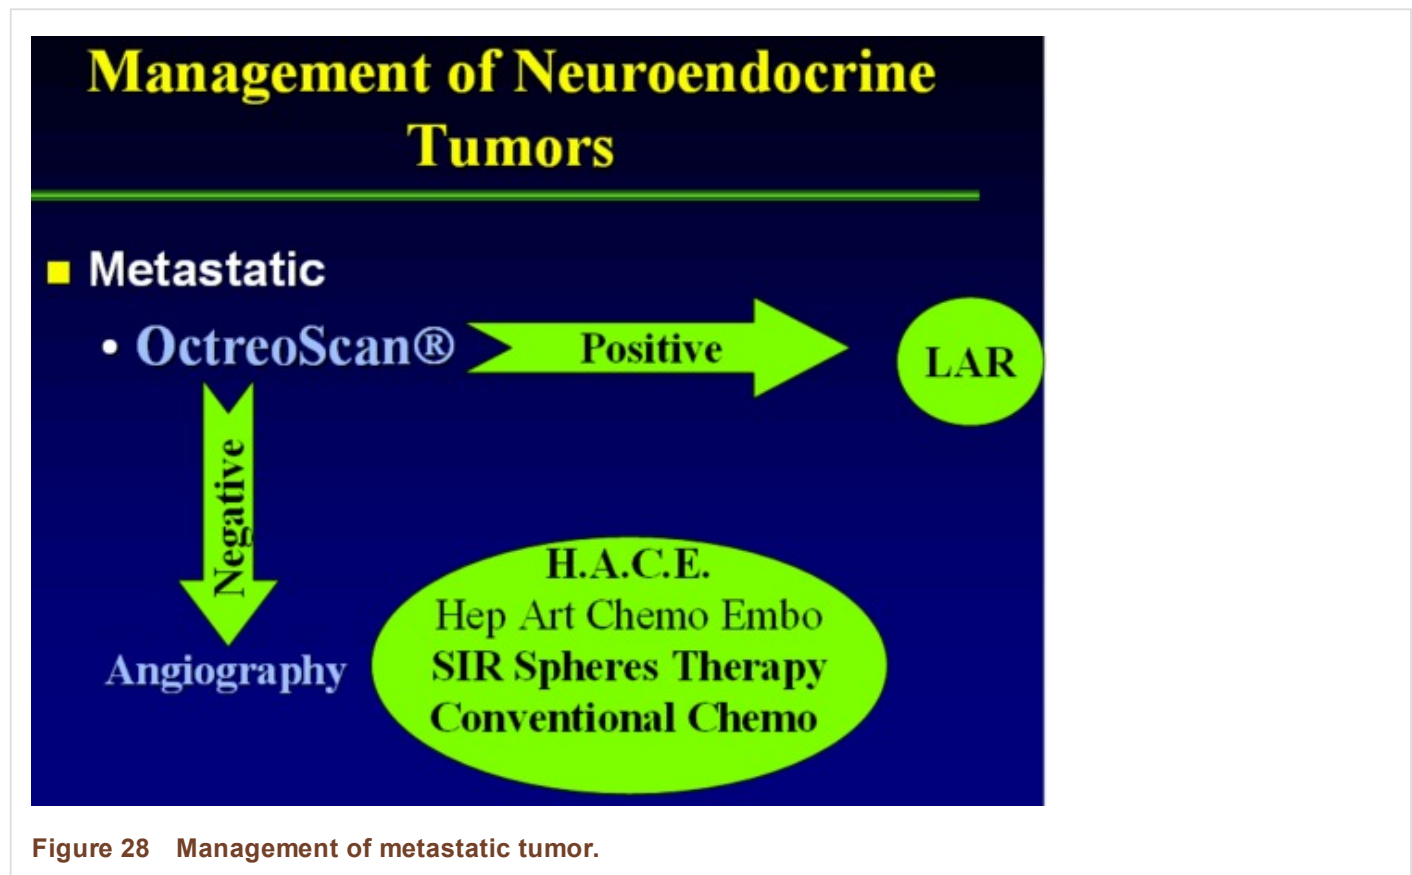 Management of Neuroendocrine
Tumors
Metastatic
• OctreoScan®
Positive
LAR
Negative
Angiography
H.A.C.E.
Hep Art Chemo Embo
SIR Spheres Therapy
Conventional Chemo
Figure 28 Management of metastatic tumor.